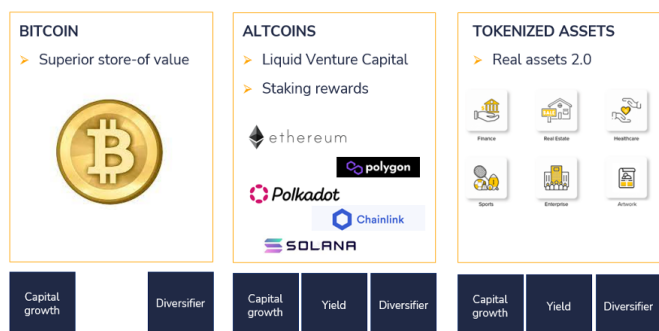 BITCOIN
Superior store-of value
Capital
growth
Diversifier
ALTCOINS
Liquid Venture Capital
Staking rewards
ethereum
polygon
Polkadot
Chainlink
SOLANA
Capital
growth
Yield
Diversifier
TOKENIZED ASSETS
Real assets 2.0
Finance
Real Estate
Healthcare
Sports
Enterprise
Artwork
Capital
growth
Yield
Diversifier